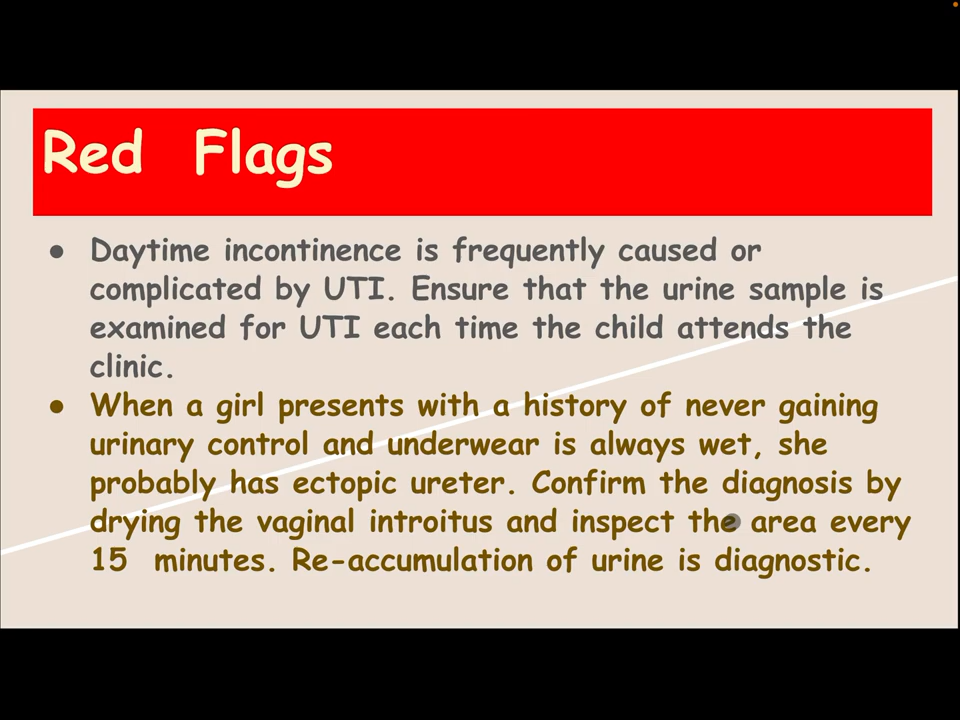 Red Flags
● Daytime incontinence is frequently caused or
complicated by UTI. Ensure that the urine sample is
examined for UTI each time the child attends the
clinic.
● When a girl presents with a history of never gaining
urinary control and underwear is always wet, she
probably has ectopic ureter. Confirm the diagnosis by
drying the vaginal introitus and inspect the area every
15 minutes. Re-accumulation of urine is diagnostic.